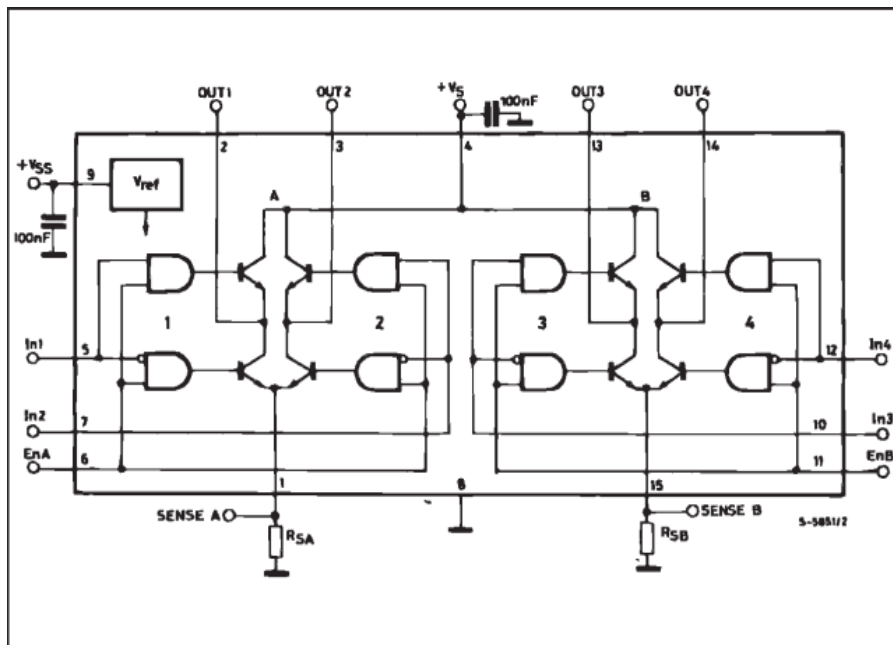 OUT1 OUT2 +VS 100nF OUT3 OUT4
2 3 4 13 14
+VSS 9 Vref A B
100nF
1 2 3 4
In1 5 12 In4
In2 7 10 In3
EnA 6 11 EnB
1 8 15
SENSE A SENSE B S-5851/2
RSA RSB